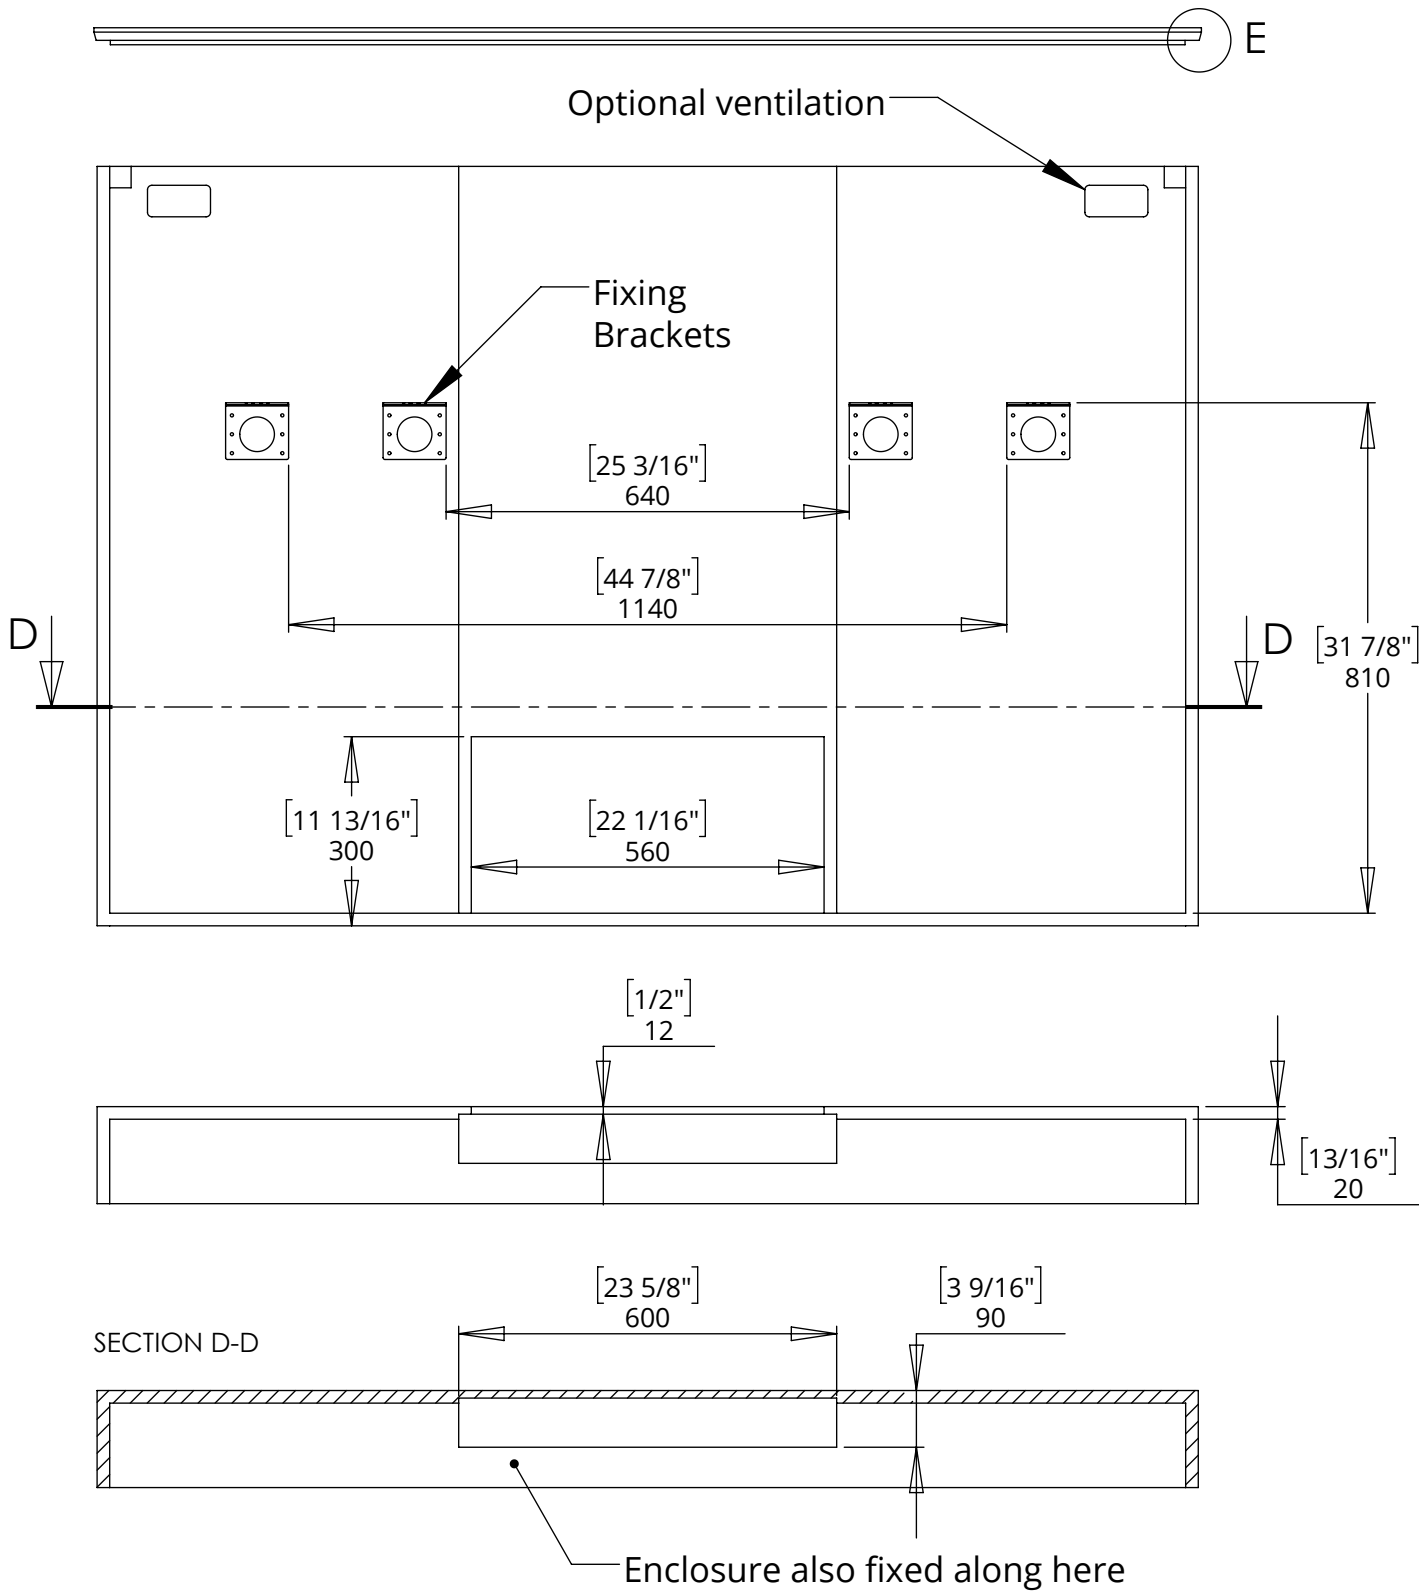 E
Optional ventilation
Fixing
Brackets
[25 3/16"]
640
[44 7/8"]
1140
D
D
[31 7/8"]
810
[11 13/16"]
300
[22 1/16"]
560
[1/2"]
12
[13/16"]
20
[23 5/8"]
600
[3 9/16"]
90
SECTION D-D
Enclosure also fixed along here